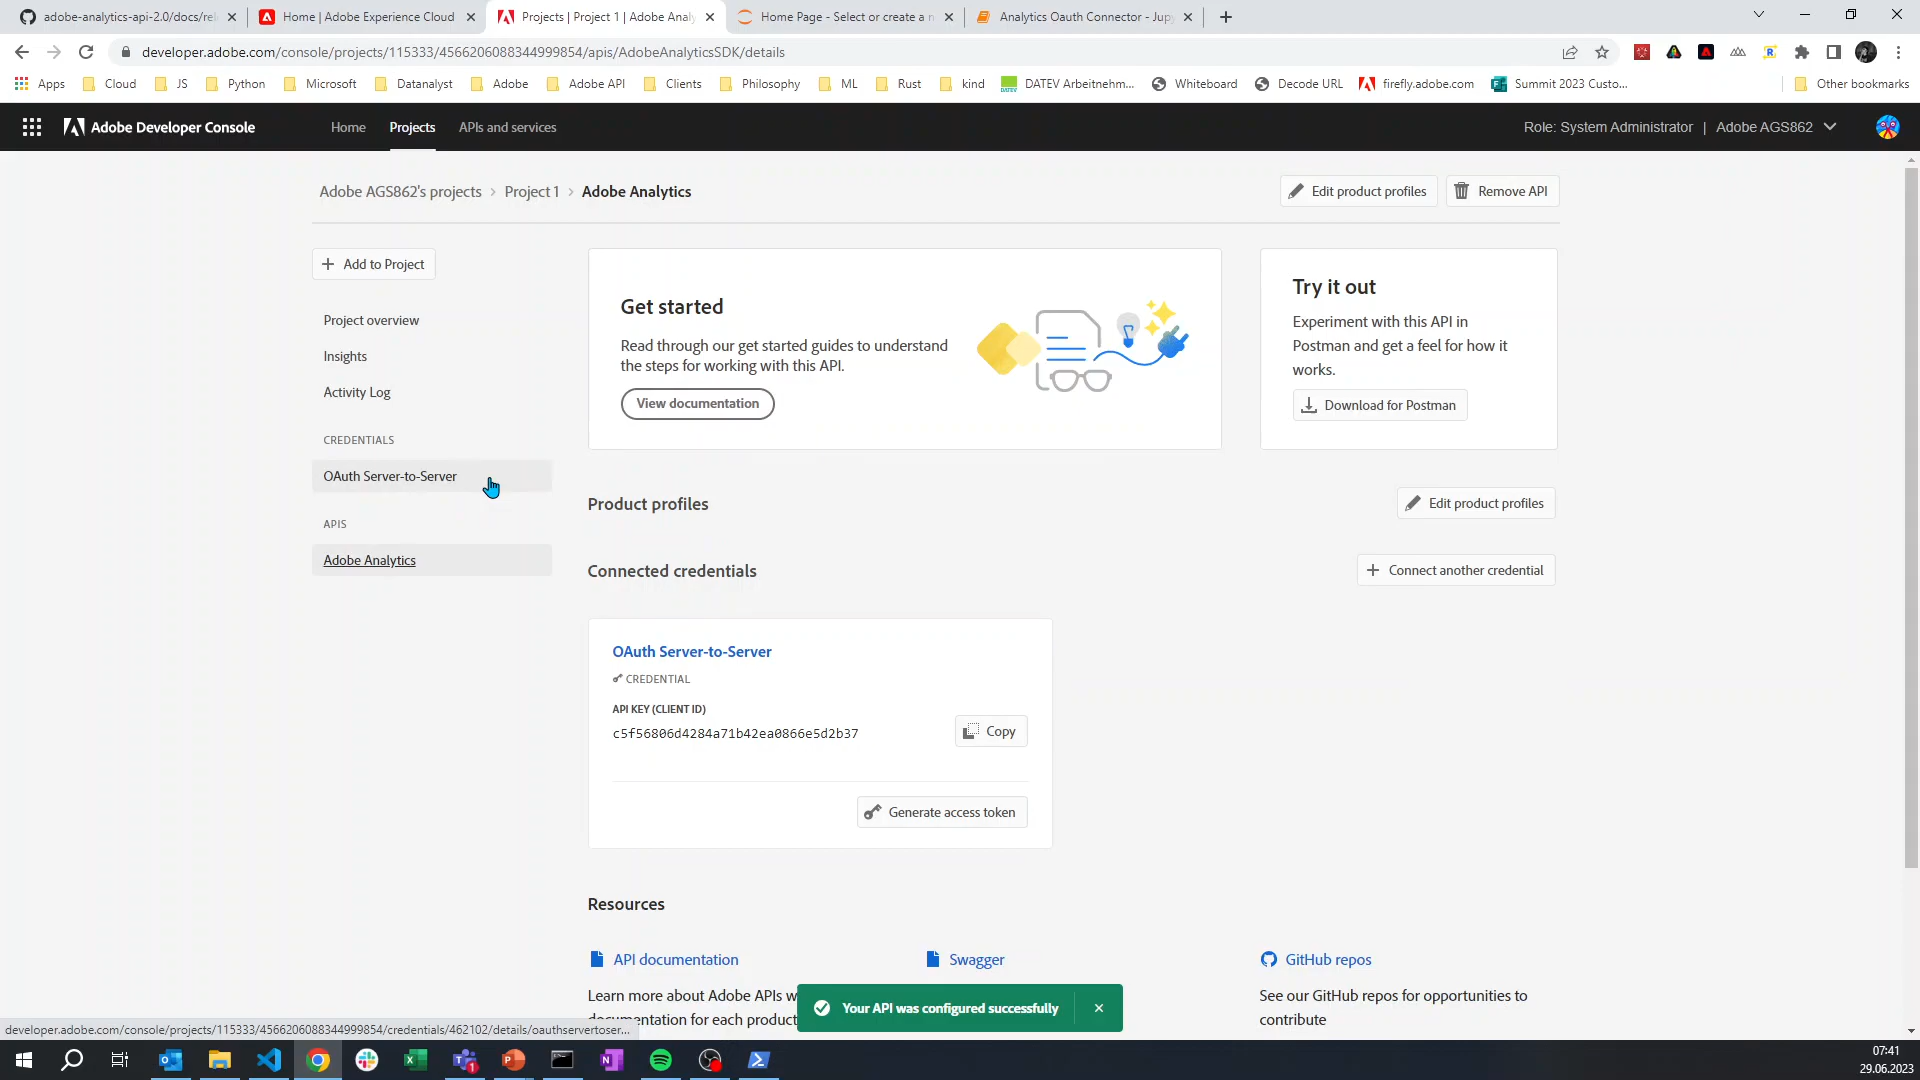 adobe-analytics-api-2.0/docs/rel
Home | Adobe Experience Cloud
Projects | Project 1 | Adobe Analy
Home Page - Select or create a n
Analytics Oauth Connector - Jupy
developer.adobe.com/console/projects/115333/4566206088344999854/apis/AdobeAnalyticsSDK/details
Apps
Cloud
JS
Python
Microsoft
Datanalyst
Adobe
Adobe API
Clients
Philosophy
ML
Rust
kind
DATEV Arbeitnehm...
Whiteboard
Decode URL
firefly.adobe.com
Summit 2023 Custo...
Other bookmarks
Adobe Developer Console
Home
Projects
APIs and services
Role: System Administrator | Adobe AGS862
Adobe AGS862's projects > Project 1 > Adobe Analytics
Edit product profiles
Remove API
Add to Project
Project overview
Insights
Activity Log
CREDENTIALS
OAuth Server-to-Server
APIS
Adobe Analytics
Get started
Read through our get started guides to understand
the steps for working with this API.
View documentation
Try it out
Experiment with this API in
Postman and get a feel for how it
works.
Download for Postman
Product profiles
Edit product profiles
Connected credentials
Connect another credential
OAuth Server-to-Server
CREDENTIAL
API KEY (CLIENT ID)
c5f56806d4284a71b42ea0866e5d2b37
Copy
Generate access token
Resources
API documentation
Swagger
GitHub repos
Learn more about Adobe APIs w
mentation for each product
See our GitHub repos for opportunities to
contribute
Your API was configured successfully
developer.adobe.com/console/projects/115333/4566206088344999854/credentials/462102/details/oauthservertoser...
07:41
29.06.2023